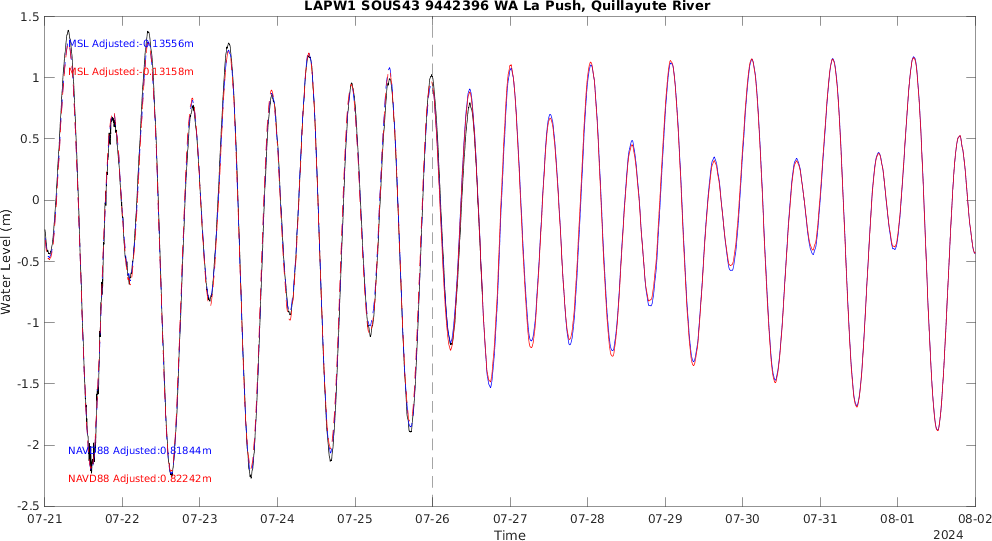 LAPW1 SOUS43 9442396 WA La Push, Quillayute River
1.5
1
0.5
0
-0.5
-1
-1.5
-2
-2.5
Water Level (m)
MSL Adjusted:-0.13556m
MSL Adjusted:-0.13158m
NAVD88 Adjusted:0.81844m
NAVD88 Adjusted:0.82242m
07-21 07-22 07-23 07-24 07-25 07-26 07-27 07-28 07-29 07-30 07-31 08-01 08-02
Time
2024